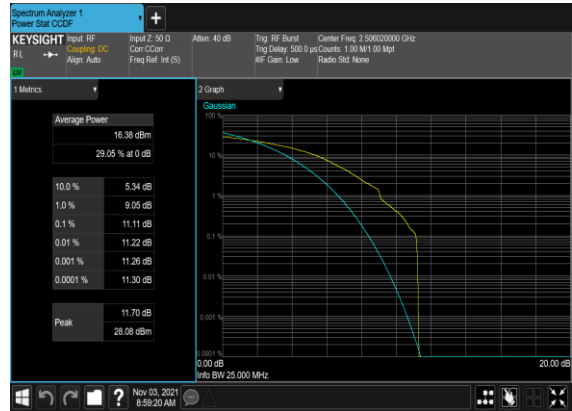 Spectrum Analyzer 1
Power Stat CCDF
KEYSIGHT
R L
Input: RF
Coupling: DC
Align: Auto
Input Z: 50 Ω
Corr CCorr
Freq Ref: Int (S)
Atten: 40 dB
Trig: RF Burst
Trig Delay: 500.0 µs
#IF Gain: Low
Center Freq: 2.506020000 GHz
Counts: 1.00 M/1.00 Mpt
Radio Std: None
1 Metrics
Average Power
16.38 dBm
29.05 % at 0 dB
10.0 % 5.34 dB
1.0 % 9.05 dB
0.1 % 11.11 dB
0.01 % 11.22 dB
0.001 % 11.26 dB
0.0001 % 11.30 dB
Peak
11.70 dB
28.08 dBm
2 Graph
Gaussian
100 %
10 %
1 %
0.1 %
0.01 %
0.001 %
0.0001 %
0.00 dB
20.00 dB
Info BW 25.000 MHz
?
Nov 03, 2021
8:59:20 AM